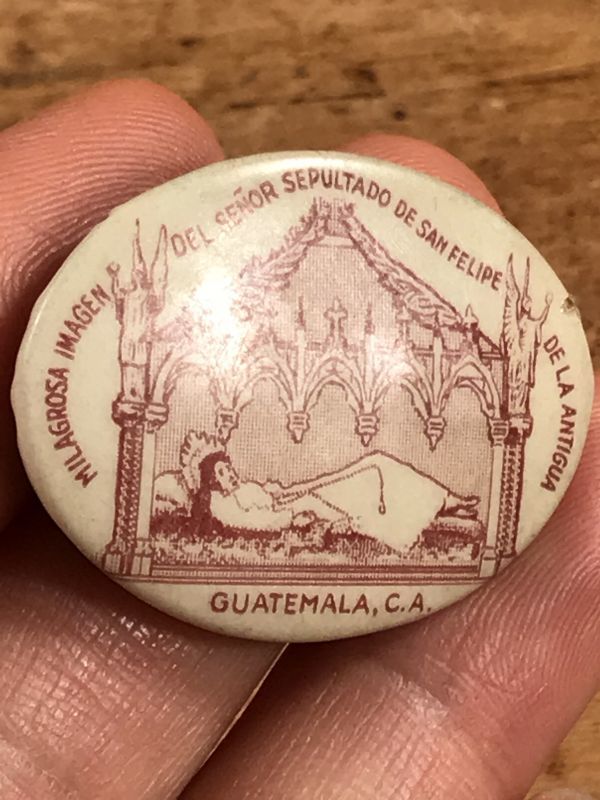 MILAGROSA IMAGEN DEL SEÑOR SEPULTADO DE SAN FELIPE DE LA ANTIGUA
GUATEMALA, C.A.